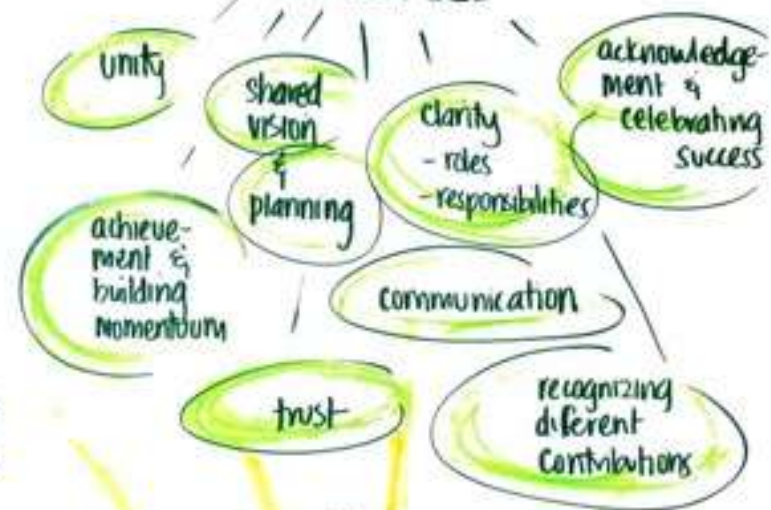 unity
shared
vision
&
planning
clarity
- roles
- responsibilities
acknowledge-
ment &
celebrating
success
achieve-
ment &
building
momentoum
communication
trust
recognizing
diferent
contributions